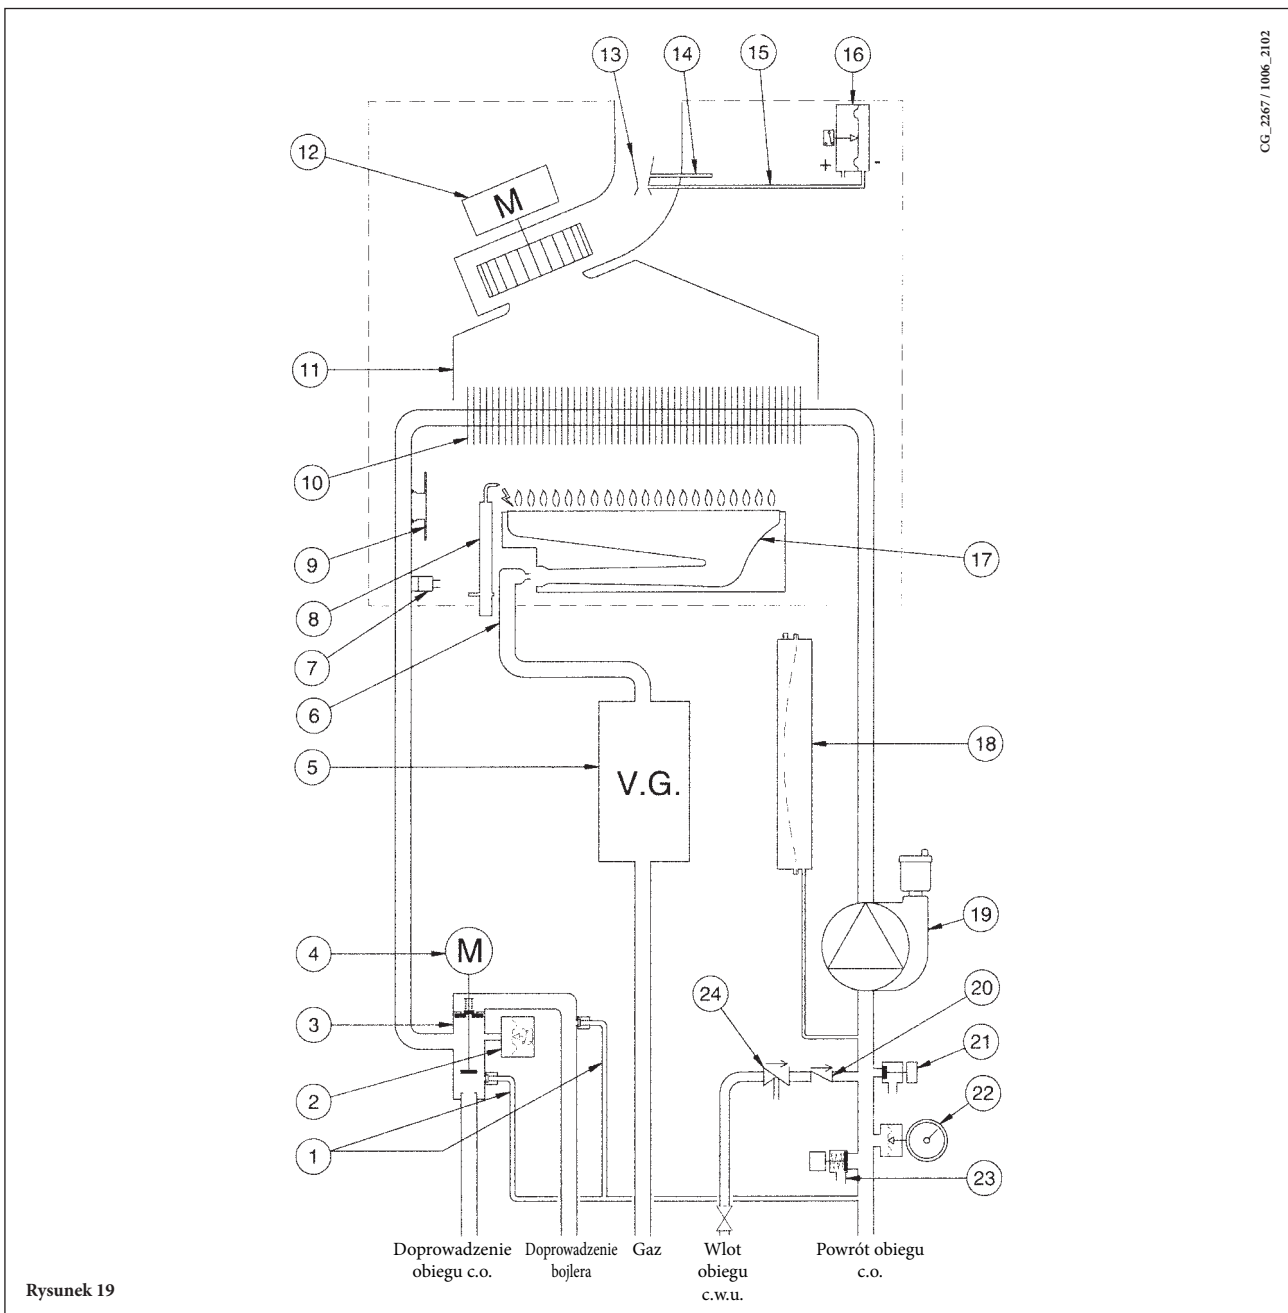 CG_2267 / 1006_2102
13
14
15
16
12
+
-
M
11
10
9
8
17
7
6
18
5
V.G.
19
4
M
24
20
3
21
2
22
1
23
Doprowadzenie
obiegu c.o.
Doprowadzenie
bojlera
Gaz
Wlot
obiegu
c.w.u.
Powrót obiegu
c.o.
Rysunek 19